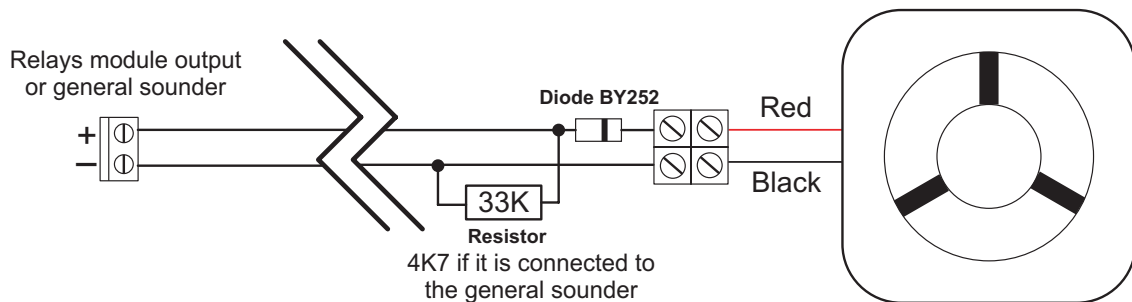 Relays module output
or general sounder
+
−
Diode BY252
Red
Black
33K
Resistor
4K7 if it is connected to
the general sounder